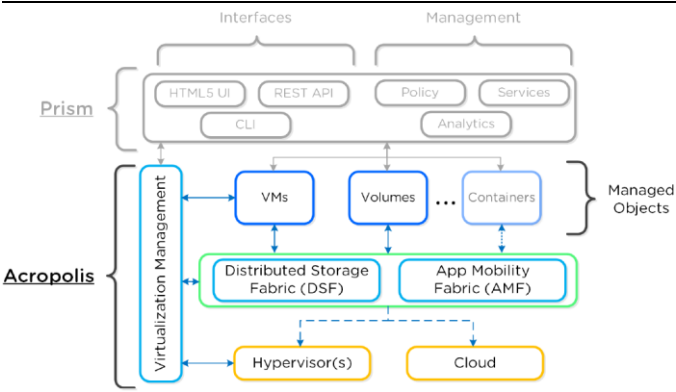 Interfaces
Management
Prism
HTML5 UI
REST API
Policy
Services
CLI
Analytics
Acropolis
Virtualization Management
VMs
Volumes
...
Containers
Managed
Objects
Distributed Storage
Fabric (DSF)
App Mobility
Fabric (AMF)
Hypervisor(s)
Cloud